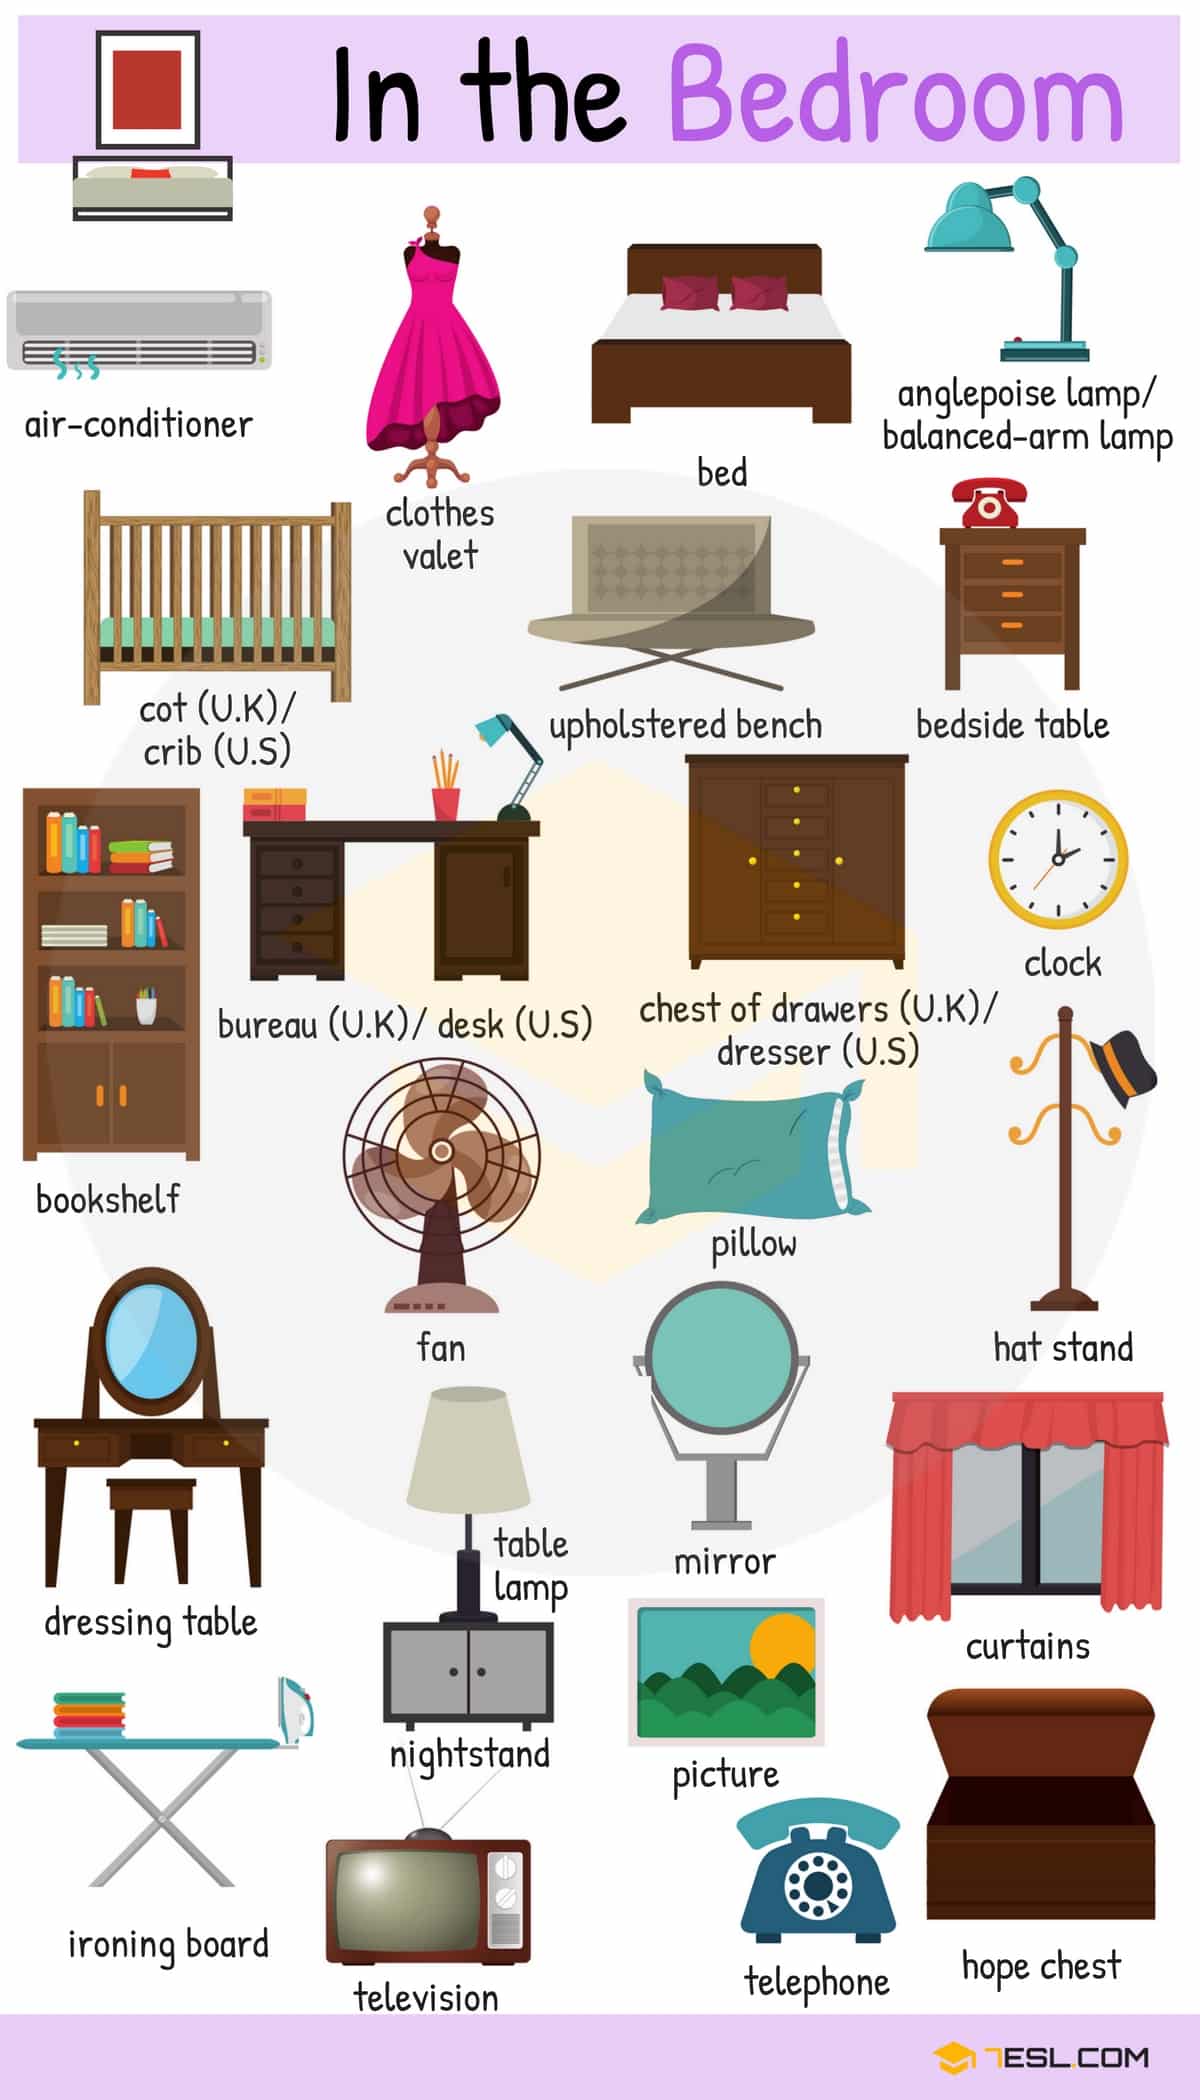 In the Bedroom
air-conditioner
clothes
valet
bed
anglepoise lamp/
balanced-arm lamp
cot (U.K)/
crib (U.S)
upholstered bench
bedside table
bookshelf
bureau (U.K)/ desk (U.S)
chest of drawers (U.K)/
dresser (U.S)
clock
fan
pillow
hat stand
dressing table
table
lamp
nightstand
mirror
curtains
ironing board
television
picture
telephone
hope chest
7ESL.COM